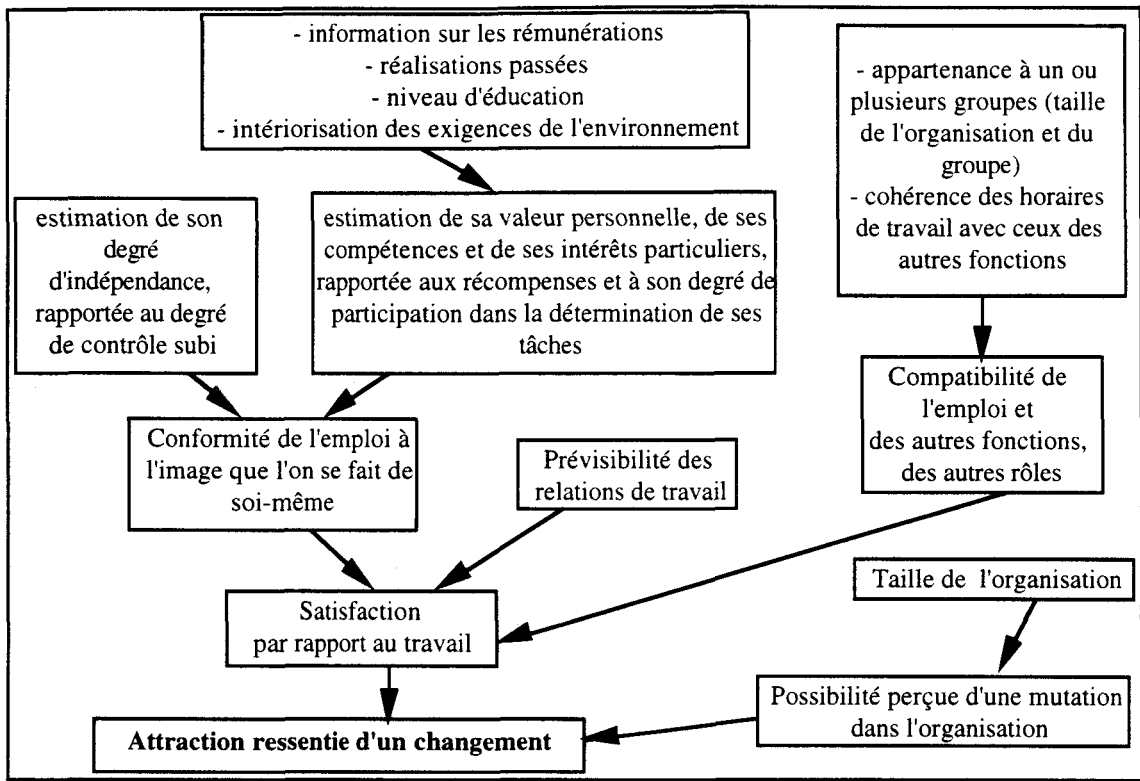 - information sur les rémunérations
- réalisations passées
- niveau d'éducation
- intériorisation des exigences de l'environnement
- appartenance à un ou
plusieurs groupes (taille
de l'organisation et du
groupe)
- cohérence des horaires
de travail avec ceux des
autres fonctions
estimation de son
degré
d'indépendance,
rapportée au degré
de contrôle subi
estimation de sa valeur personnelle, de ses
compétences et de ses intérêts particuliers,
rapportée aux récompenses et à son degré de
participation dans la détermination de ses
tâches
Compatibilité de
l'emploi et
des autres fonctions,
des autres rôles
Conformité de l'emploi à
l'image que l'on se fait de
soi-même
Prévisibilité des
relations de travail
Taille de l'organisation
Satisfaction
par rapport au travail
Possibilité perçue d'une mutation
dans l'organisation
Attraction ressentie d'un changement